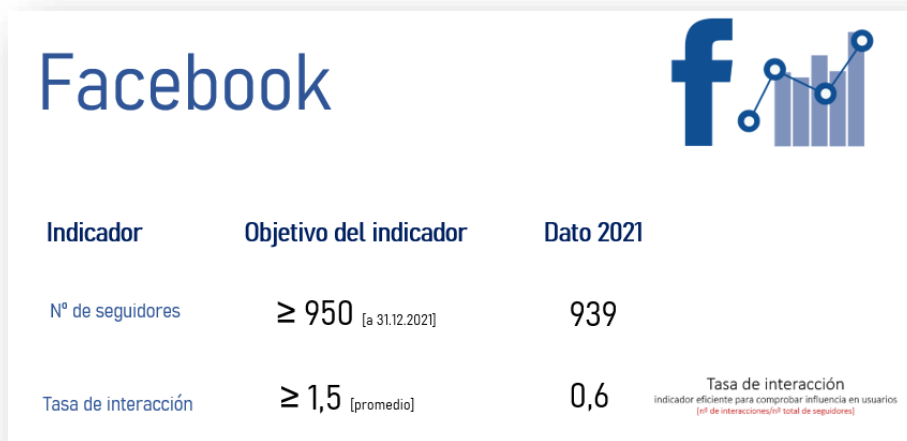 Facebook
Indicador Objetivo del indicador Dato 2021
Nº de seguidores ≥ 950 [a 31.12.2021] 939
Tasa de interacción ≥ 1,5 [promedio] 0,6
Tasa de interacción
indicador eficiente para comprobar influencia en usuarios
[nº de interacciones/nº total de seguidores]